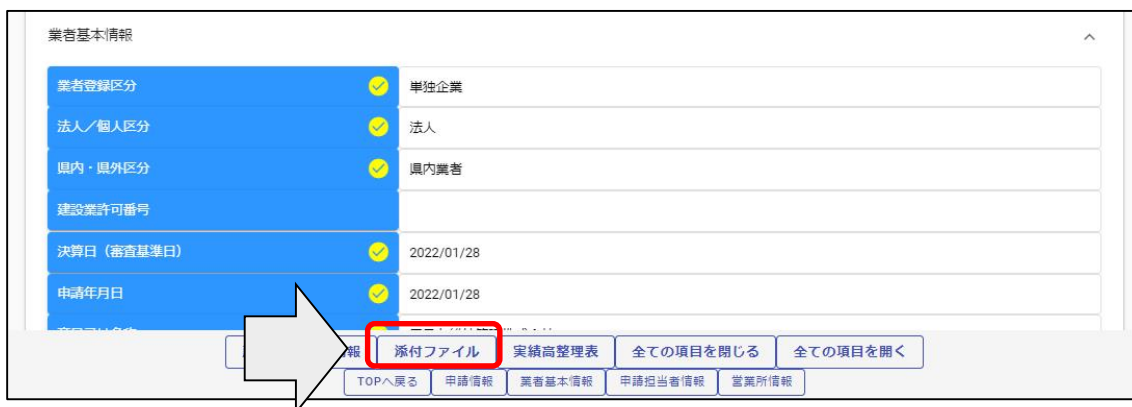 業者基本情報
業者登録区分 単独企業
法人/個人区分 法人
県内・県外区分 県内業者
建設業許可番号
決算日(審査基準日) 2022/01/28
申請年月日 2022/01/28
報 添付ファイル 実績高整理表 全ての項目を閉じる 全ての項目を開く
TOPへ戻る 申請情報 業者基本情報 申請担当者情報 営業所情報